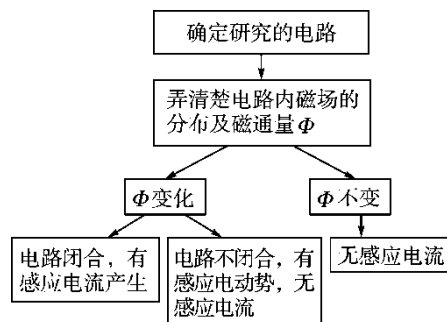 确定研究的电路
弄清楚电路内磁场的
分布及磁通量Φ
Φ变化
Φ不变
电路闭合，有
感应电流产生
电路不闭合，有
感应电动势，无
感应电流
无感应电流